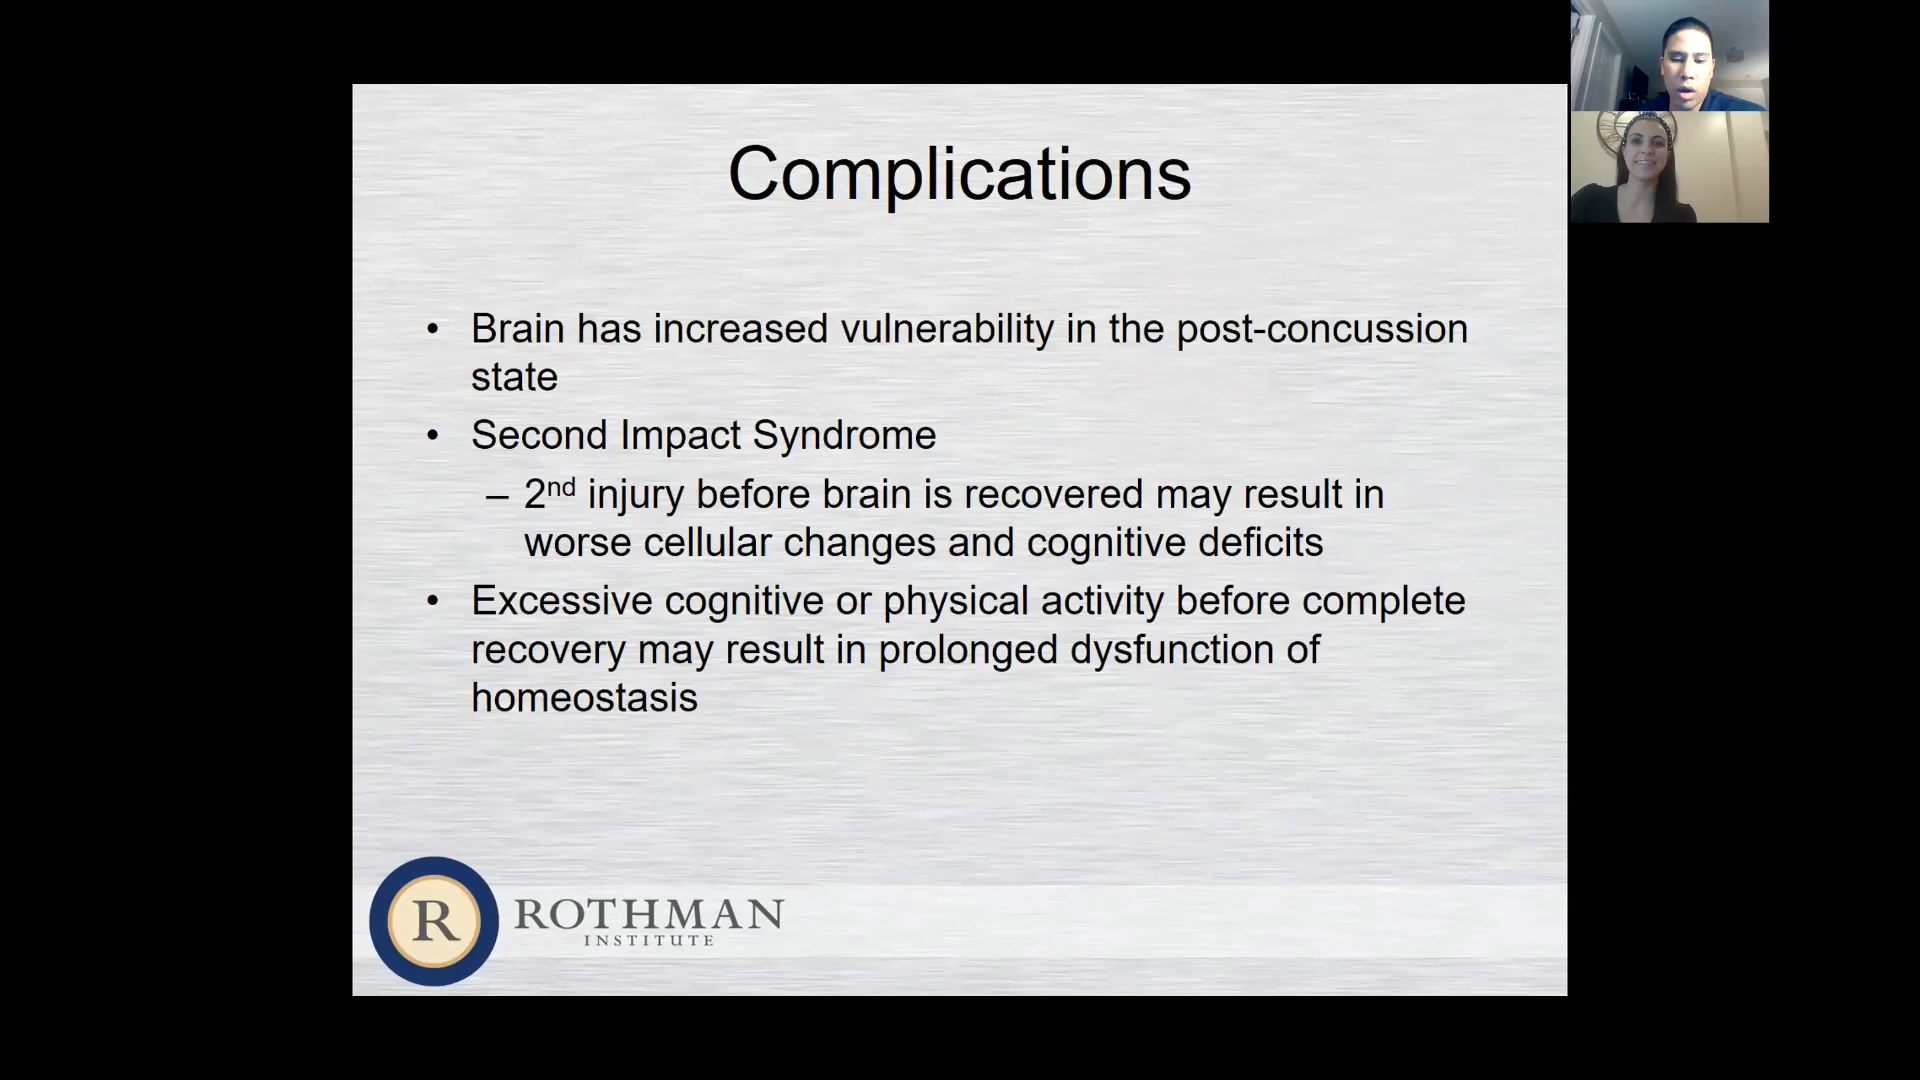 Complications
• Brain has increased vulnerability in the post-concussion
state
• Second Impact Syndrome
– 2nd injury before brain is recovered may result in
worse cellular changes and cognitive deficits
• Excessive cognitive or physical activity before complete
recovery may result in prolonged dysfunction of
homeostasis
R
ROTHMAN
INSTITUTE